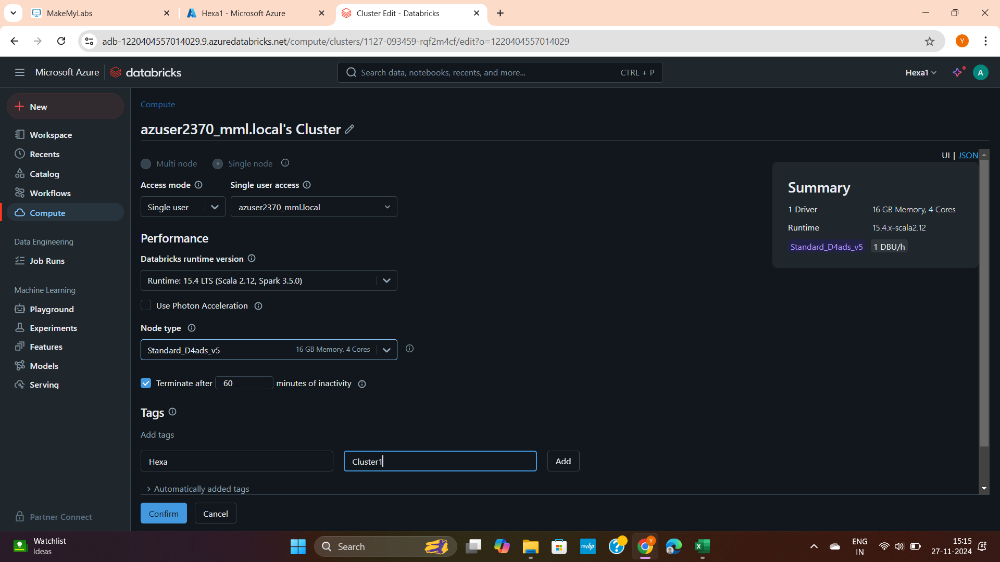 MakeMyLabs
Hexa1 - Microsoft Azure
Cluster Edit - Databricks
adb-1220404557014029.9.azuredatabricks.net/compute/clusters/1127-093459-rqf2m4cf/edit?o=1220404557014029
Y
Microsoft Azure
databricks
Search data, notebooks, recents, and more...
CTRL + P
Hexa1
A
New
Workspace
Recents
Catalog
Workflows
Compute
Data Engineering
Job Runs
Machine Learning
Playground
Experiments
Features
Models
Serving
Partner Connect
Compute
azuser2370_mml.local's Cluster
UI | JSON
Multi node Single node
Access mode Single user access
Single user azuser2370_mml.local
Performance
Databricks runtime version
Runtime: 15.4 LTS (Scala 2.12, Spark 3.5.0)
Use Photon Acceleration
Node type
Standard_D4ads_v5 16 GB Memory, 4 Cores
Terminate after 60 minutes of inactivity
Tags
Add tags
Hexa Cluster1 Add
Automatically added tags
Confirm Cancel
Summary
1 Driver 16 GB Memory, 4 Cores
Runtime 15.4.x-scala2.12
Standard_D4ads_v5 1 DBU/h
Watchlist
Ideas
Search
myhp
Y
ENG
IN
15:15
27-11-2024